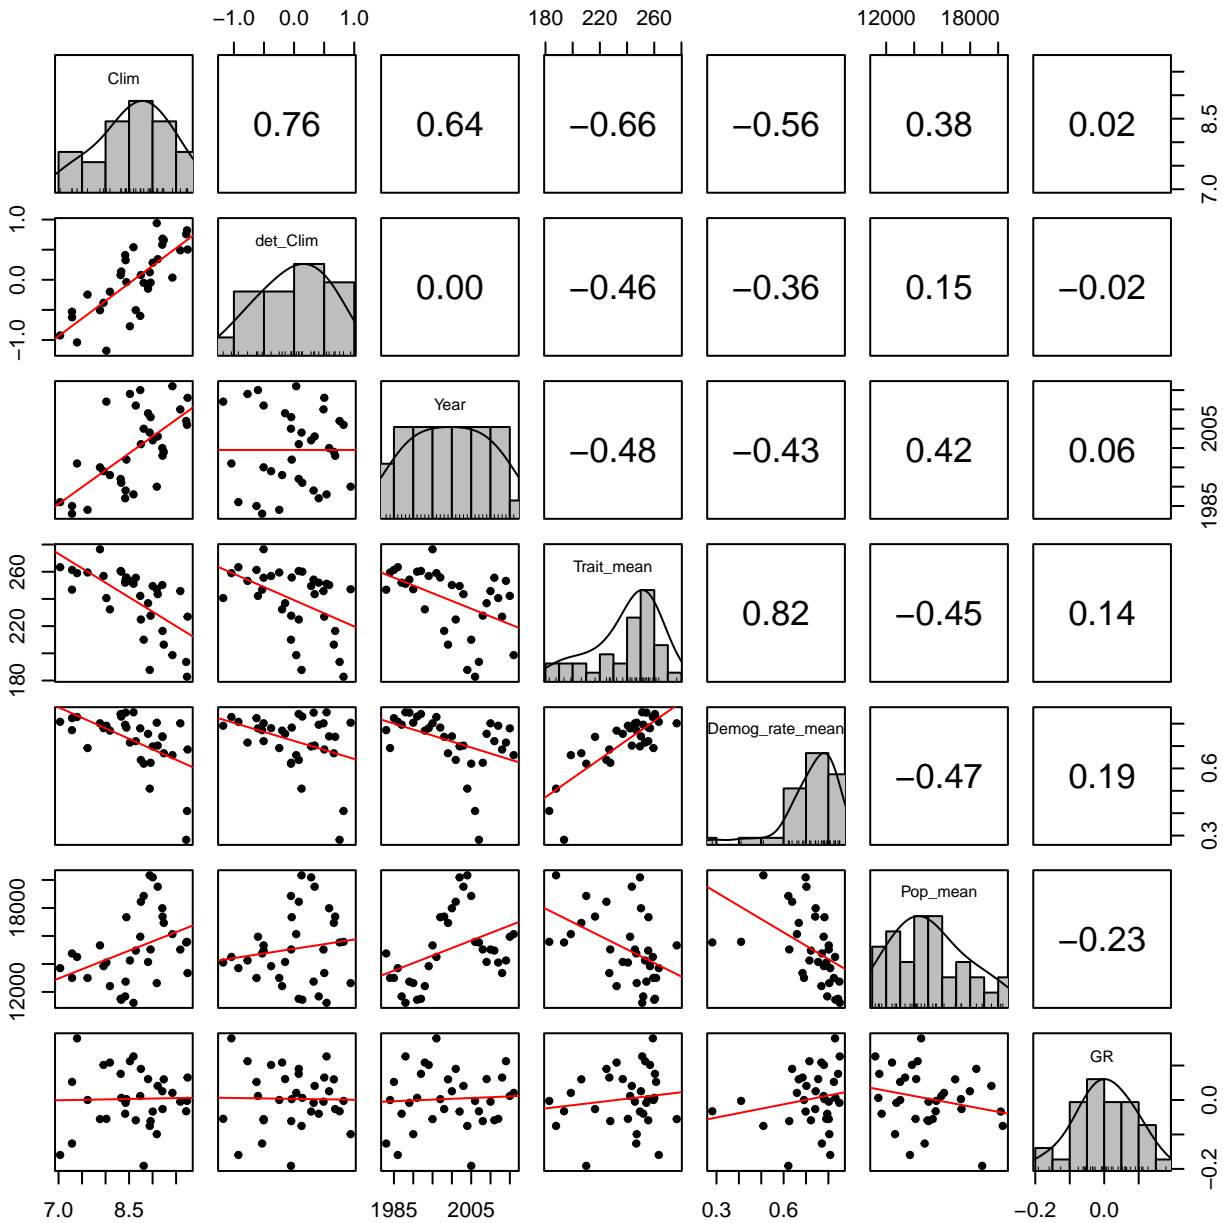 −1.0 0.0 1.0 180 220 260 12000 18000
Clim 0.76 0.64 −0.66 −0.56 0.38 0.02 7.0 8.5
−1.0 0.0 1.0 det_Clim 0.00 −0.46 −0.36 0.15 −0.02
Year −0.48 −0.43 0.42 0.06 1985 2005
180 220 260 Trait_mean 0.82 −0.45 0.14
Demog_rate_mean −0.47 0.19 0.3 0.6
12000 18000 Pop_mean −0.23
GR −0.2 0.0
7.0 8.5 1985 2005 0.3 0.6 −0.2 0.0